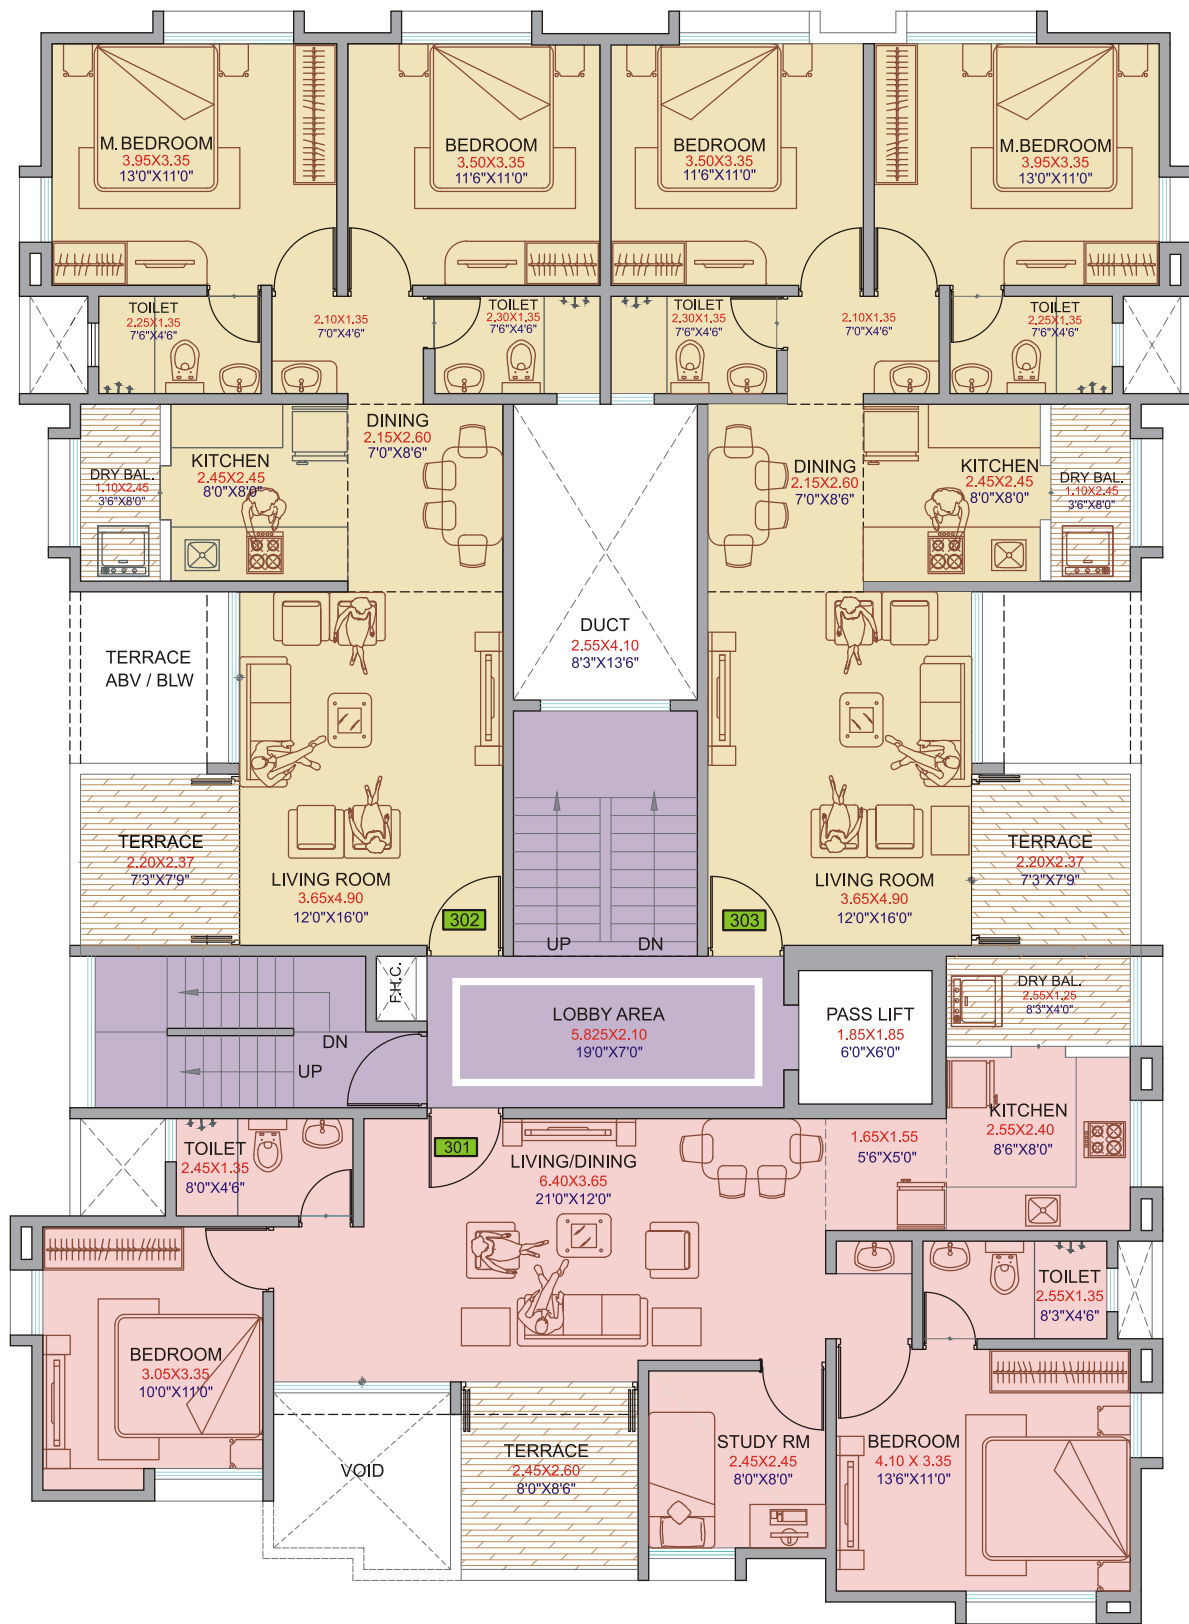 M. BEDROOM
3.95X3.35
13'0"X11'0"
BEDROOM
3.50X3.35
11'6"X11'0"
BEDROOM
3.50X3.35
11'6"X11'0"
M.BEDROOM
3.95X3.35
13'0"X11'0"
TOILET
2.25X1.35
7'6"X4'6"
2.10X1.35
7'0"X4'6"
TOILET
2.30X1.35
7'6"X4'6"
TOILET
2.30X1.35
7'6"X4'6"
2.10X1.35
7'0"X4'6"
TOILET
2.25X1.35
7'6"X4'6"
DRY BAL.
1.10X2.45
3'6"X8'0"
KITCHEN
2.45X2.45
8'0"X8'0"
DINING
2.15X2.60
7'0"X8'6"
DINING
2.15X2.60
7'0"X8'6"
KITCHEN
2.45X2.45
8'0"X8'0"
DRY BAL.
1.10X2.45
3'6"X8'0"
TERRACE
ABV / BLW
DUCT
2.55X4.10
8'3"X13'6"
TERRACE
2.20X2.37
7'3"X7'9"
LIVING ROOM
3.65x4.90
12'0"X16'0"
302
UP
DN
LIVING ROOM
3.65X4.90
12'0"X16'0"
303
TERRACE
2.20X2.37
7'3"X7'9"
F.H.C.
DN
UP
LOBBY AREA
5.825X2.10
19'0"X7'0"
PASS LIFT
1.85X1.85
6'0"X6'0"
DRY BAL.
2.55X1.25
8'3"X4'0"
TOILET
2.45X1.35
8'0"X4'6"
301
LIVING/DINING
6.40X3.65
21'0"X12'0"
1.65X1.55
5'6"X5'0"
KITCHEN
2.55X2.40
8'6"X8'0"
TOILET
2.55X1.35
8'3"X4'6"
BEDROOM
3.05X3.35
10'0"X11'0"
VOID
TERRACE
2.45X2.60
8'0"X8'6"
STUDY RM
2.45X2.45
8'0"X8'0"
BEDROOM
4.10 X 3.35
13'6"X11'0"